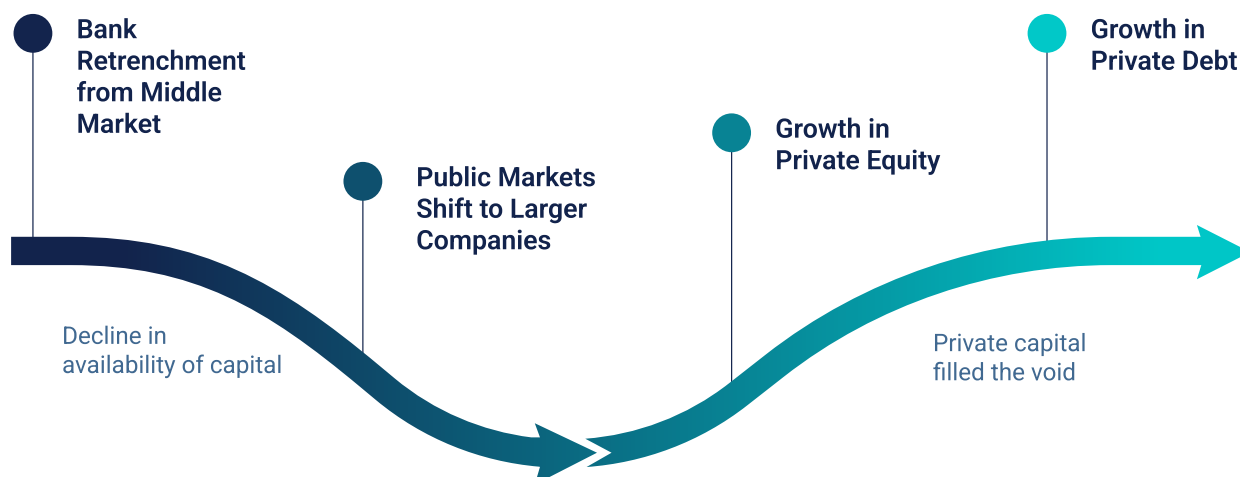 Bank
Retrenchment
from Middle
Market
Public Markets
Shift to Larger
Companies
Growth in
Private Equity
Growth in
Private Debt
Decline in
availability of capital
Private capital
filled the void